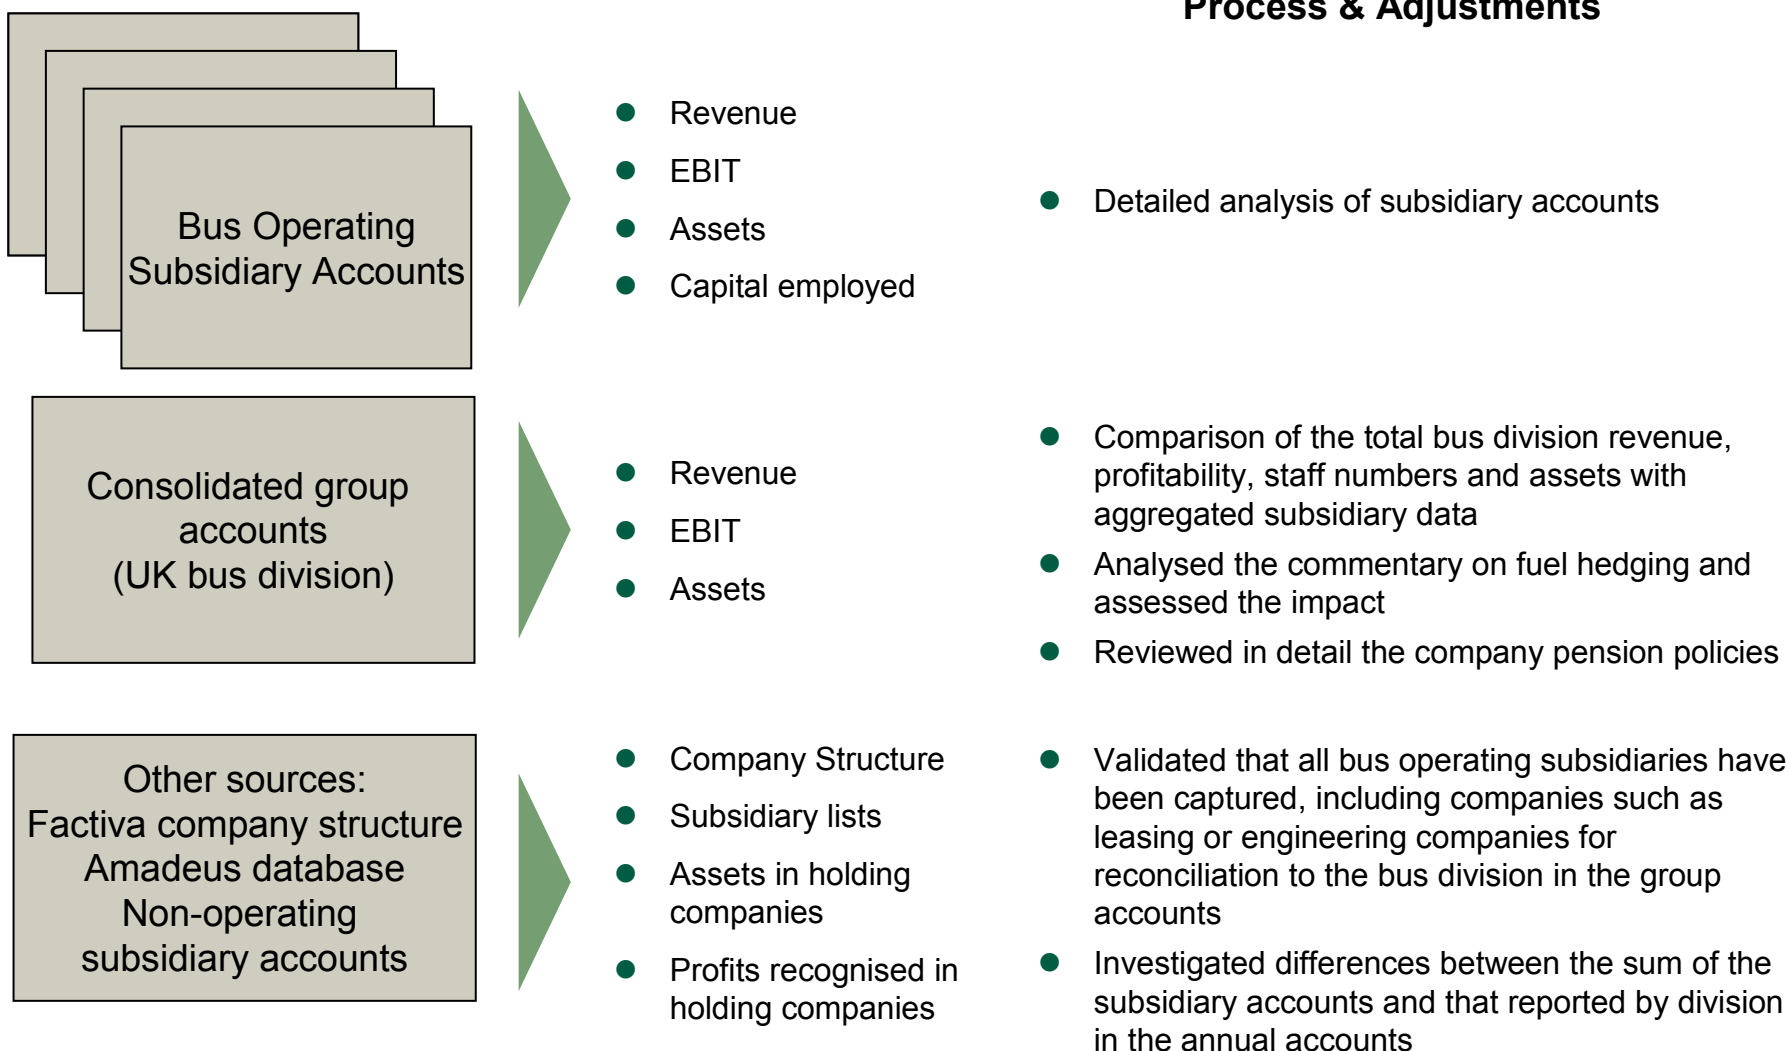 Process & Adjustments
Bus Operating
Subsidiary Accounts
Revenue
EBIT
Assets
Capital employed
Detailed analysis of subsidiary accounts
Consolidated group
accounts
(UK bus division)
Revenue
EBIT
Assets
Comparison of the total bus division revenue,
profitability, staff numbers and assets with
aggregated subsidiary data
Analysed the commentary on fuel hedging and
assessed the impact
Reviewed in detail the company pension policies
Other sources:
Factiva company structure
Amadeus database
Non-operating
subsidiary accounts
Company Structure
Subsidiary lists
Assets in holding
companies
Profits recognised in
holding companies
Validated that all bus operating subsidiaries have
been captured, including companies such as
leasing or engineering companies for
reconciliation to the bus division in the group
accounts
Investigated differences between the sum of the
subsidiary accounts and that reported by division
in the annual accounts